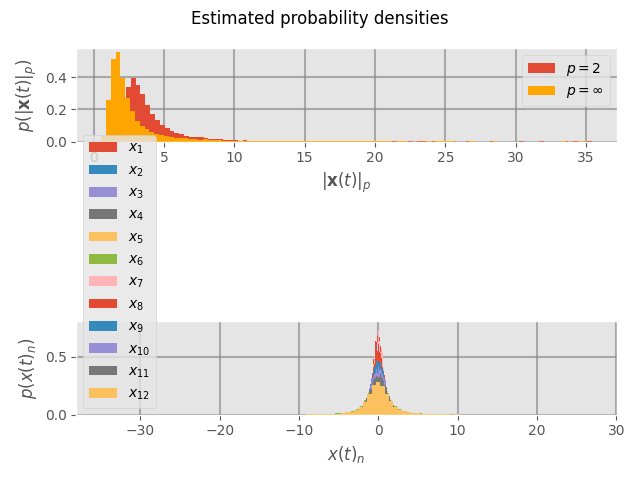 Estimated probability densities
p(|x(t)|ₚ)
0.4
0.2
0.0
p = 2
p = ∞
0 5 10 15 20 25 30 35
|x(t)|ₚ
x₁
x₂
x₃
x₄
x₅
x₆
x₇
x₈
x₉
x₁₀
x₁₁
x₁₂
p(x(t)ₙ)
0.5
0.0
−30 −20 −10 0 10 20 30
x(t)ₙ